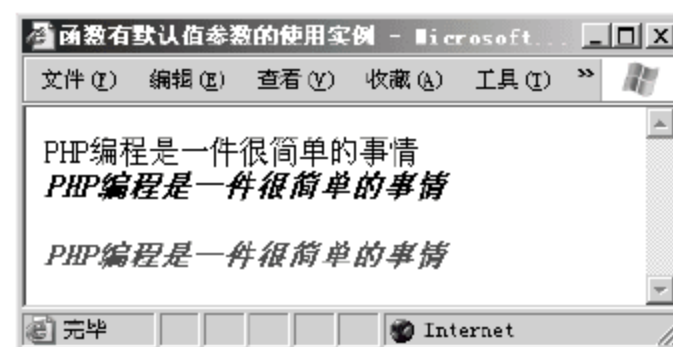 函数有默认值参数的使用实例 - Microsoft...
文件(F) 编辑(E) 查看(V) 收藏(A) 工具(T) »
PHP编程是一件很简单的事情
PHP编程是一件很简单的事情
PHP编程是一件很简单的事情
完毕 Internet